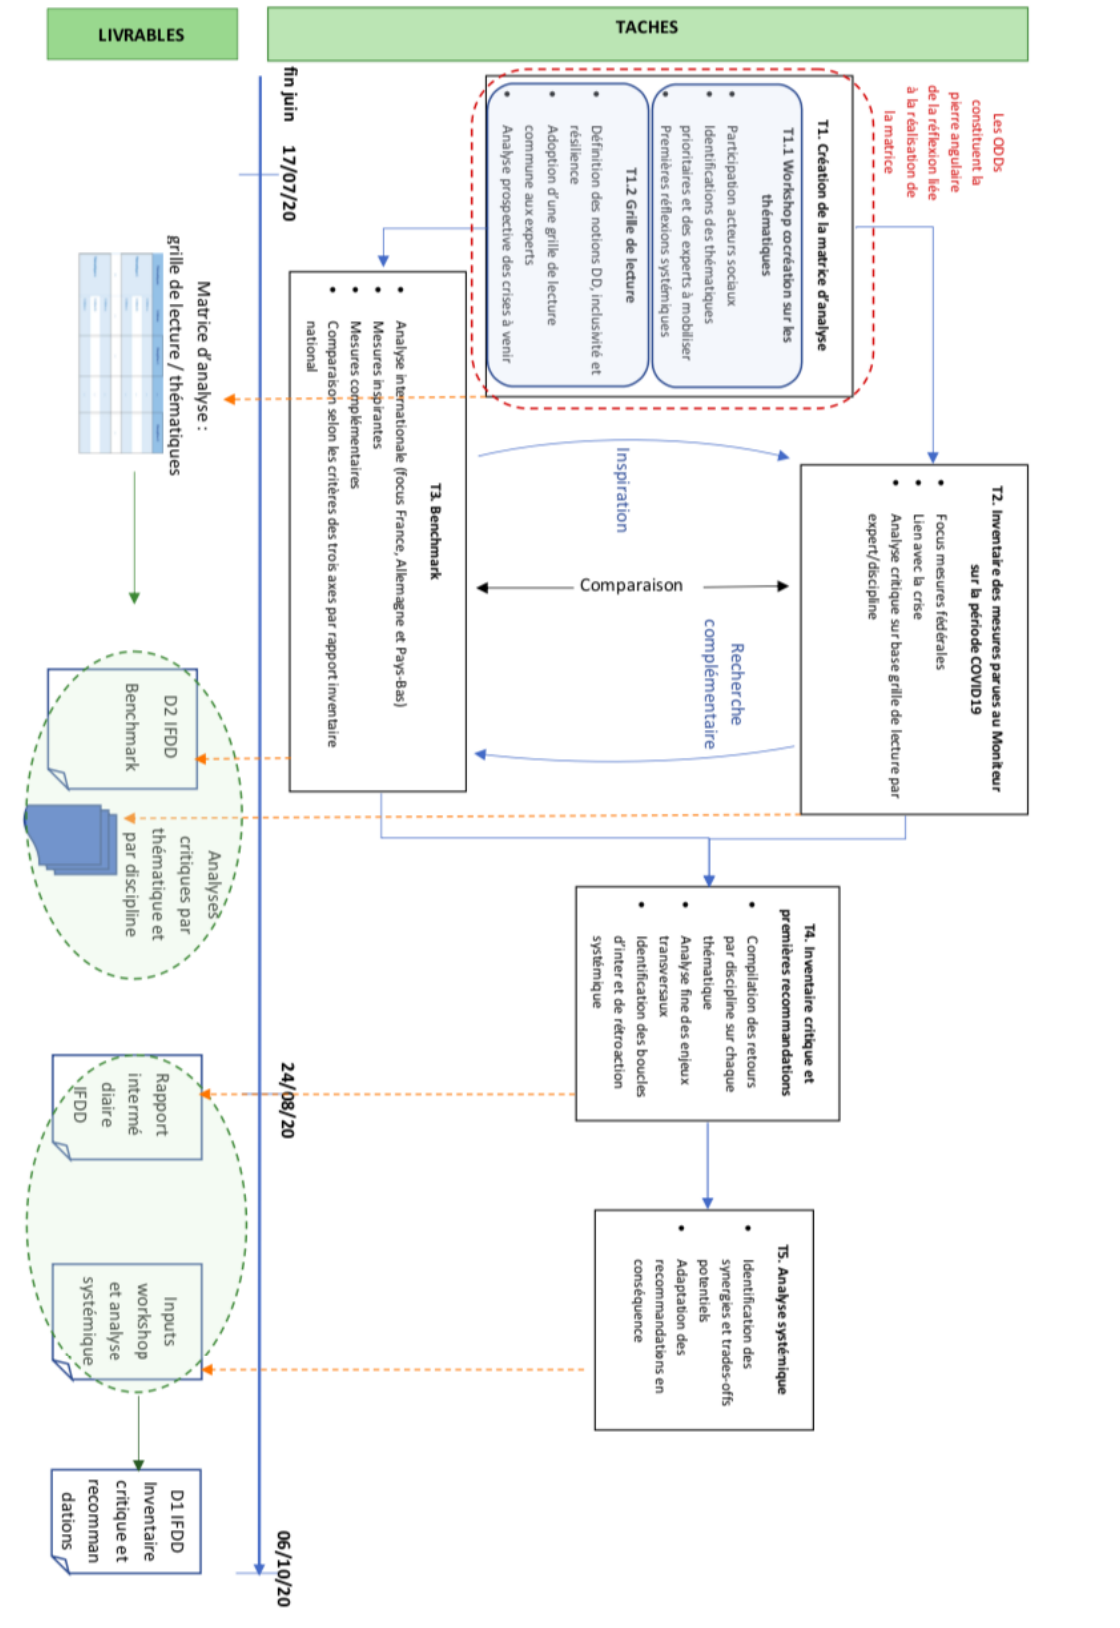 LIVRABLES
TACHES
Les ODDs
constituent la
pierre angulaire
de la réflexion liée
à la réalisation de
la matrice
T1. Création de la matrice d'analyse
T1.1 Workshop cocréation sur les
thématiques
• Participation acteurs sociaux
• Identifications des thématiques
prioritaires et des experts à mobiliser
• Premières réflexions systémiques
T1.2 Grille de lecture
• Définition des notions DD, inclusivité et
résilience
• Adoption d'une grille de lecture
commune aux experts
• Analyse prospective des crises à venir
T2. Inventaire des mesures parues au Moniteur
sur la période COVID19
• Focus mesures fédérales
• Lien avec la crise
• Analyse critique sur base grille de lecture par
expert/discipline
Inspiration
Comparaison
Recherche
complémentaire
T3. Benchmark
• Analyse internationale (focus France, Allemagne et Pays-Bas)
• Mesures inspirantes
• Mesures complémentaires
• Comparaison selon les critères des trois axes par rapport inventaire
national
T4. Inventaire critique et
premières recommandations
• Compilation des retours
par discipline sur chaque
thématique
• Analyse fine des enjeux
transversaux
• Identification des boucles
d'inter et de rétroaction
systémique
T5. Analyse systémique
• Identification des
synergies et trades-offs
potentiels
• Adaptation des
recommandations en
conséquence
fin juin
17/07/20
24/08/20
06/10/20
Matrice d'analyse :
grille de lecture / thématiques
D2 IFDD
Benchmark
Analyses
critiques par
thématique et
par discipline
Rapport
intermé
diaire
IFDD
Inputs
workshop
et analyse
systémique
D1 IFDD
Inventaire
critique et
recomman
dations